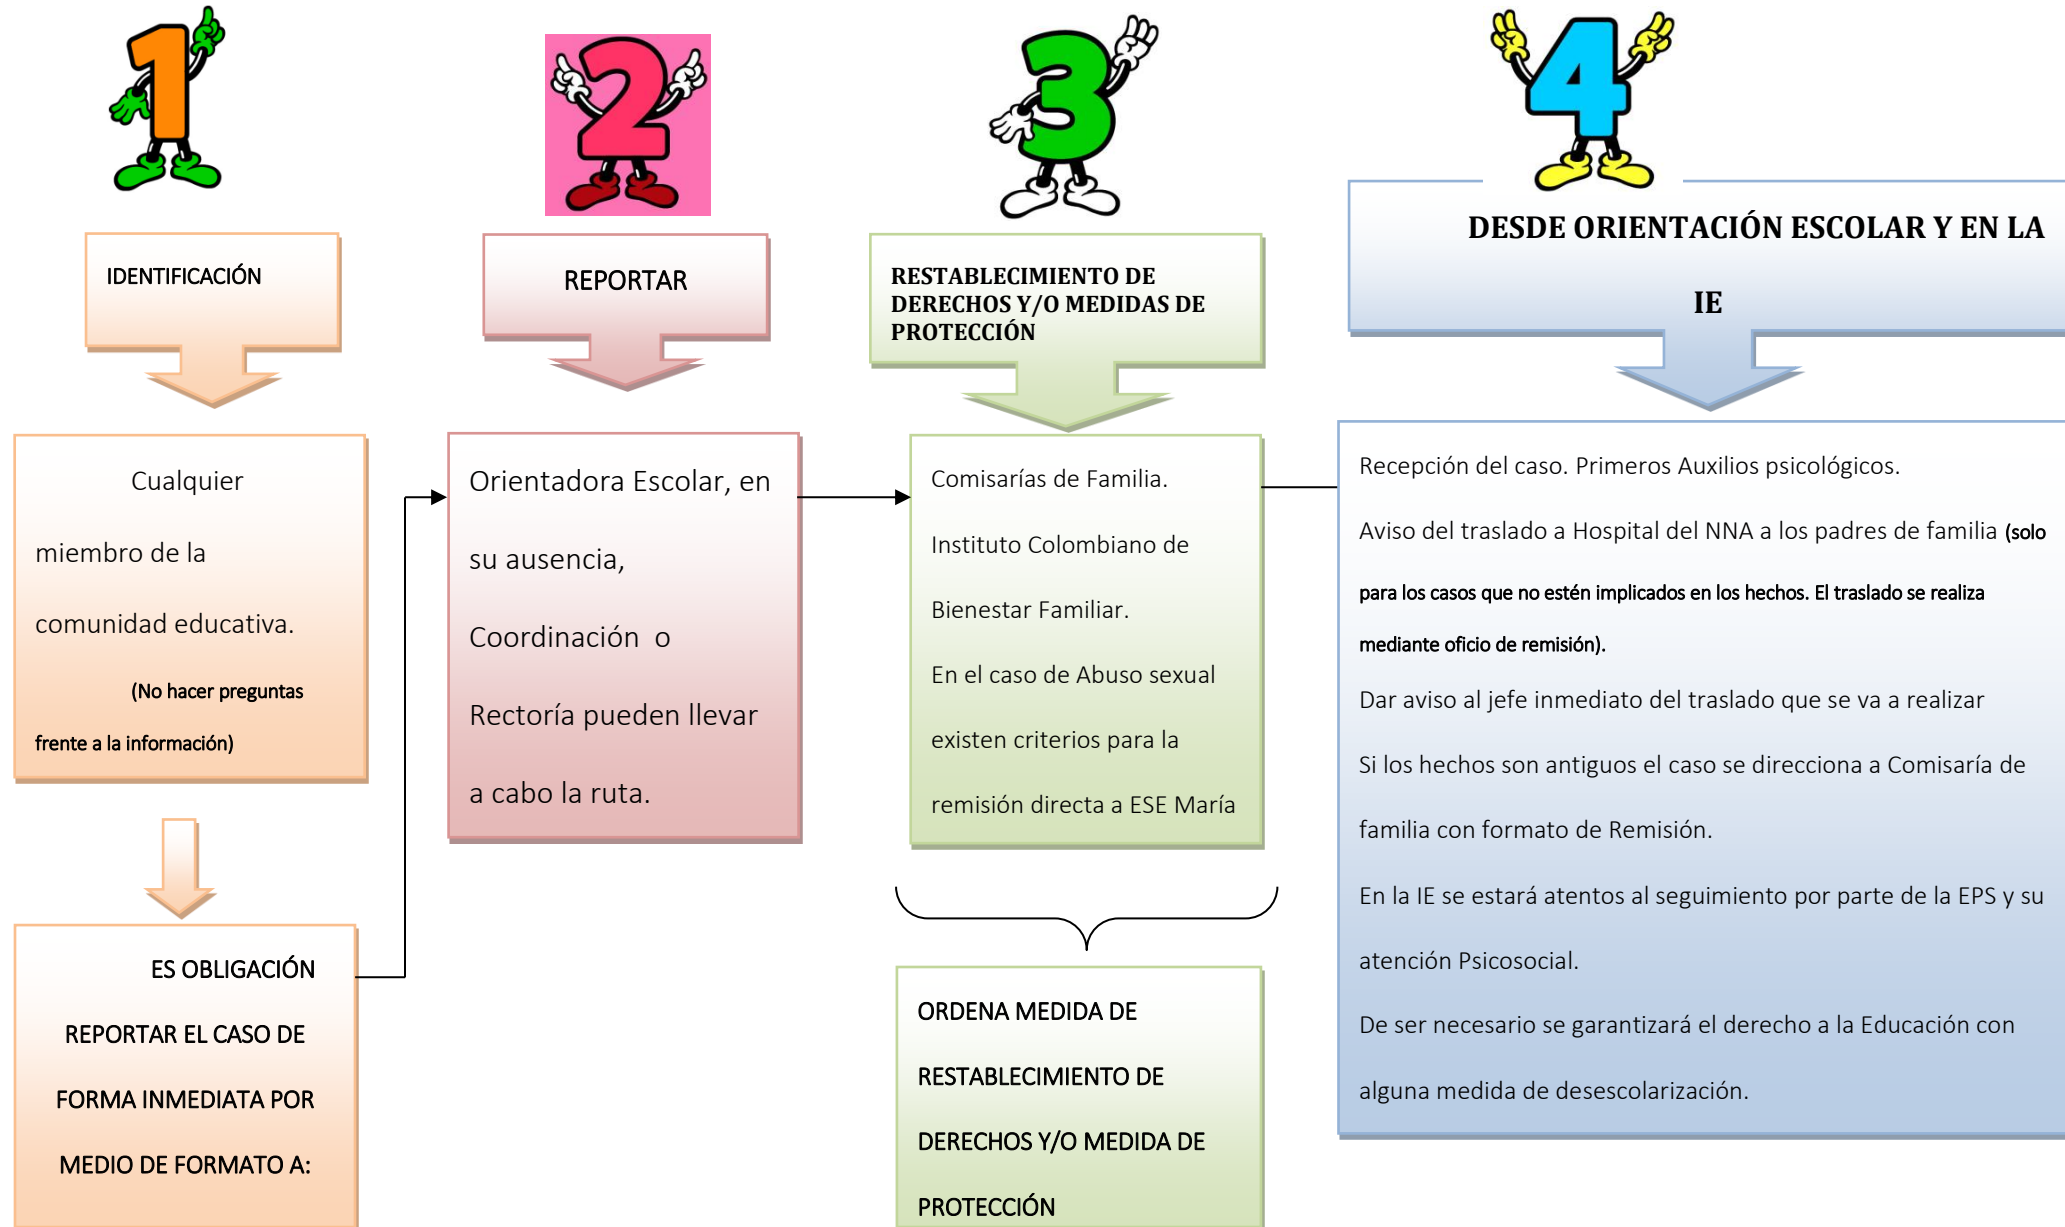 1
IDENTIFICACIÓN
Cualquier
miembro de la
comunidad educativa.
(No hacer preguntas
frente a la información)
ES OBLIGACIÓN
REPORTAR EL CASO DE
FORMA INMEDIATA POR
MEDIO DE FORMATO A:
2
REPORTAR
Orientadora Escolar, en
su ausencia,
Coordinación o
Rectoría pueden llevar
a cabo la ruta.
3
RESTABLECIMIENTO DE
DERECHOS Y/O MEDIDAS DE
PROTECCIÓN
Comisarías de Familia.
Instituto Colombiano de
Bienestar Familiar.
En el caso de Abuso sexual
existen criterios para la
remisión directa a ESE María
ORDENA MEDIDA DE
RESTABLECIMIENTO DE
DERECHOS Y/O MEDIDA DE
PROTECCIÓN
4
DESDE ORIENTACIÓN ESCOLAR Y EN LA
IE
Recepción del caso. Primeros Auxilios psicológicos.
Aviso del traslado a Hospital del NNA a los padres de familia (solo
para los casos que no estén implicados en los hechos. El traslado se realiza
mediante oficio de remisión).
Dar aviso al jefe inmediato del traslado que se va a realizar
Si los hechos son antiguos el caso se direcciona a Comisaría de
familia con formato de Remisión.
En la IE se estará atentos al seguimiento por parte de la EPS y su
atención Psicosocial.
De ser necesario se garantizará el derecho a la Educación con
alguna medida de desescolarización.